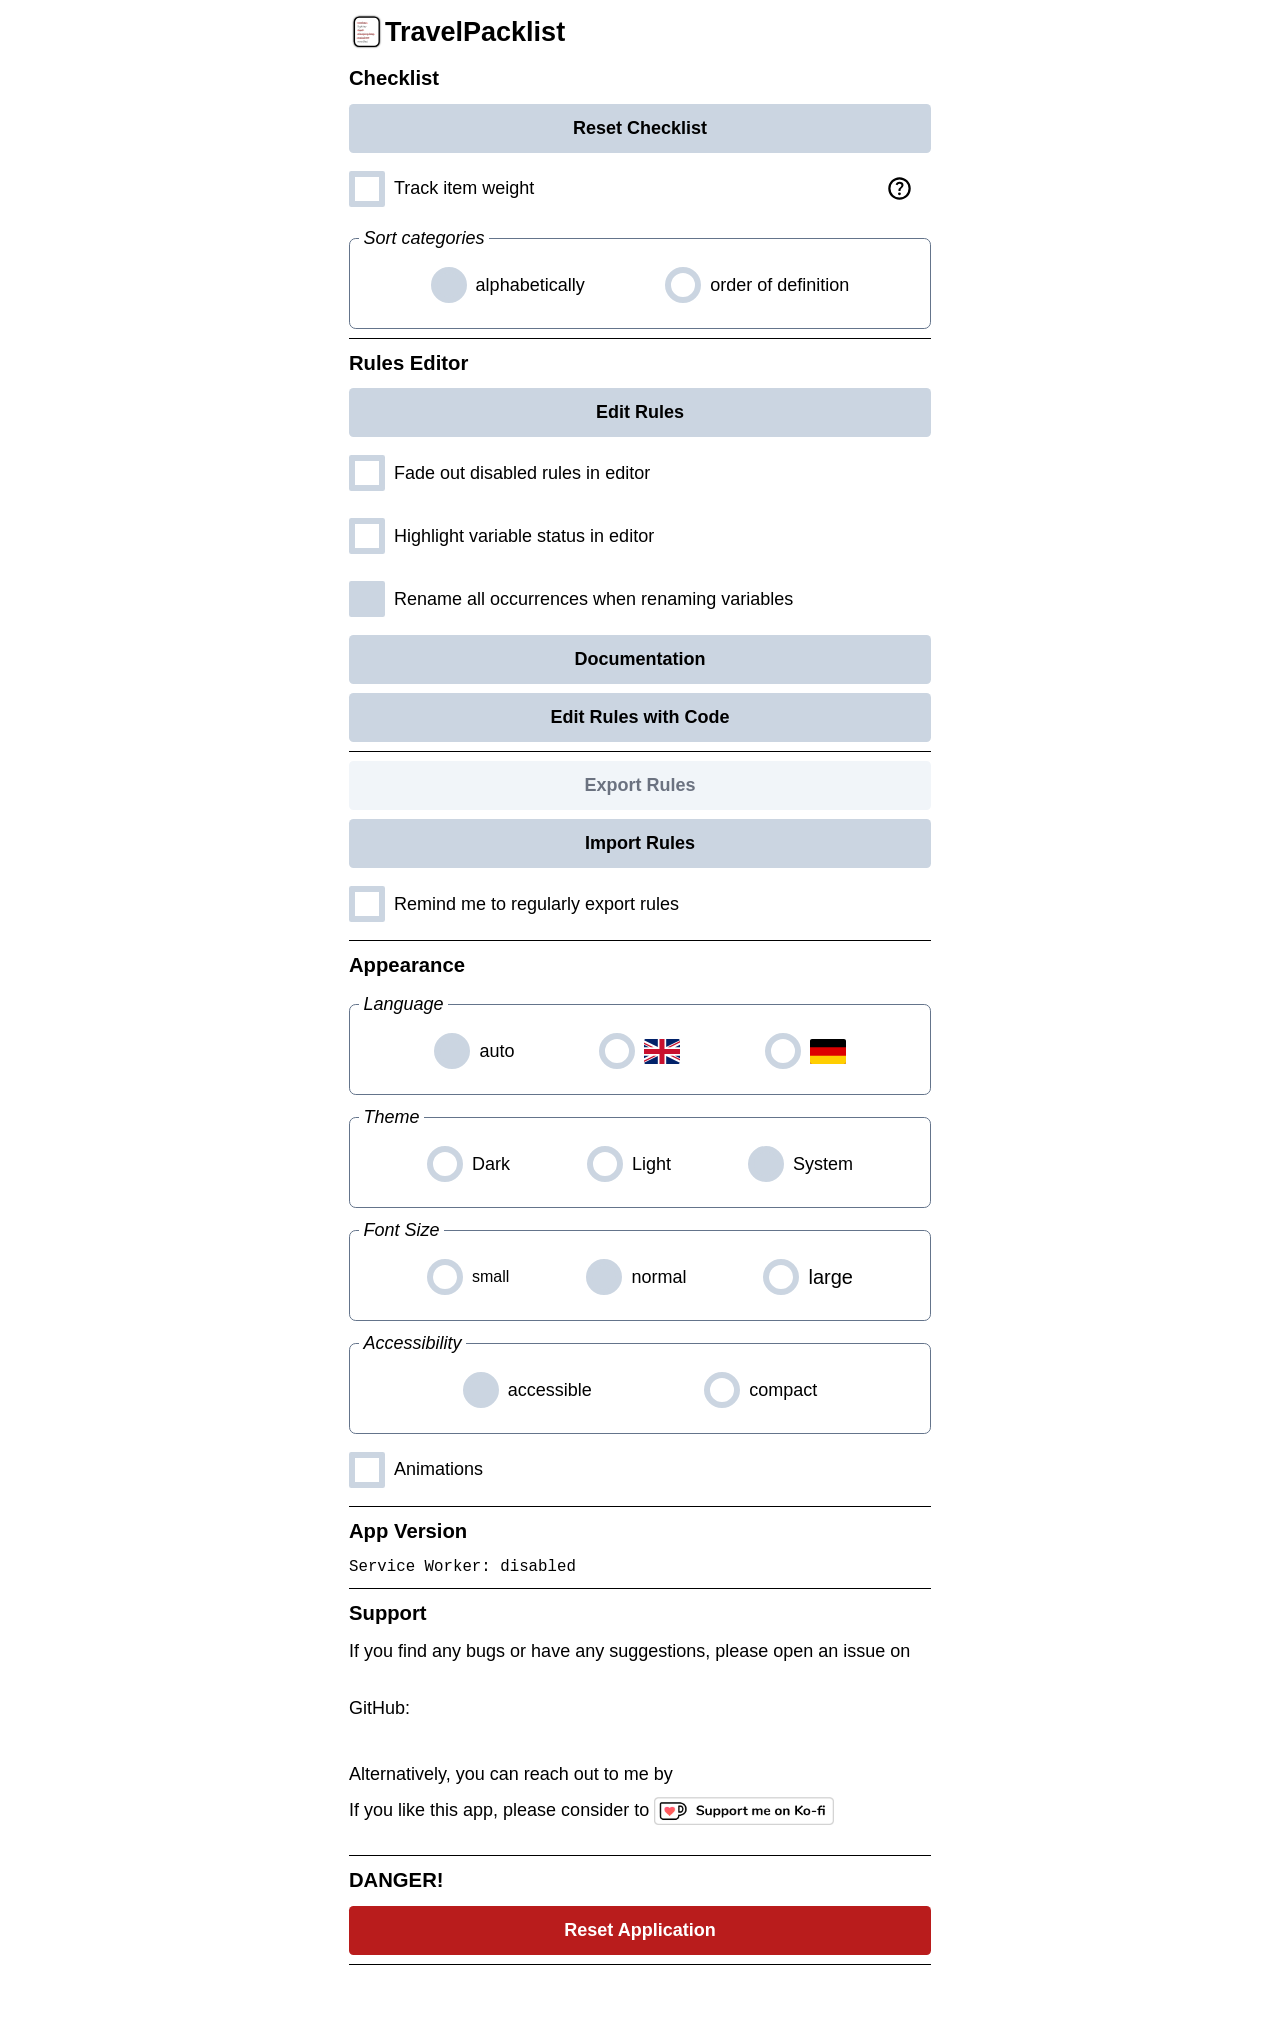 TravelPacklist
Checklist
Reset Checklist
Track item weight
Sort categories
alphabetically order of definition
Rules Editor
Edit Rules
Fade out disabled rules in editor
Highlight variable status in editor
Rename all occurrences when renaming variables
Documentation
Edit Rules with Code
Export Rules
Import Rules
Remind me to regularly export rules
Appearance
Language
auto
Theme
Dark Light System
Font Size
small normal large
Accessibility
accessible compact
Animations
App Version
Service Worker: disabled
Support
If you find any bugs or have any suggestions, please open an issue on
GitHub:
Alternatively, you can reach out to me by
If you like this app, please consider to Support me on Ko-fi
DANGER!
Reset Application